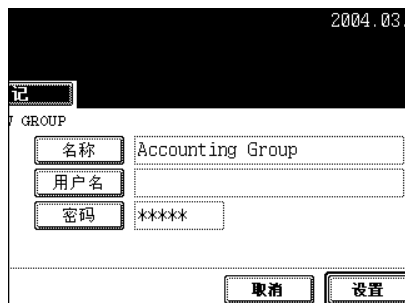 2004.03.
记
GROUP
名称 Accounting Group
用户名
密码 *****
取消 设置